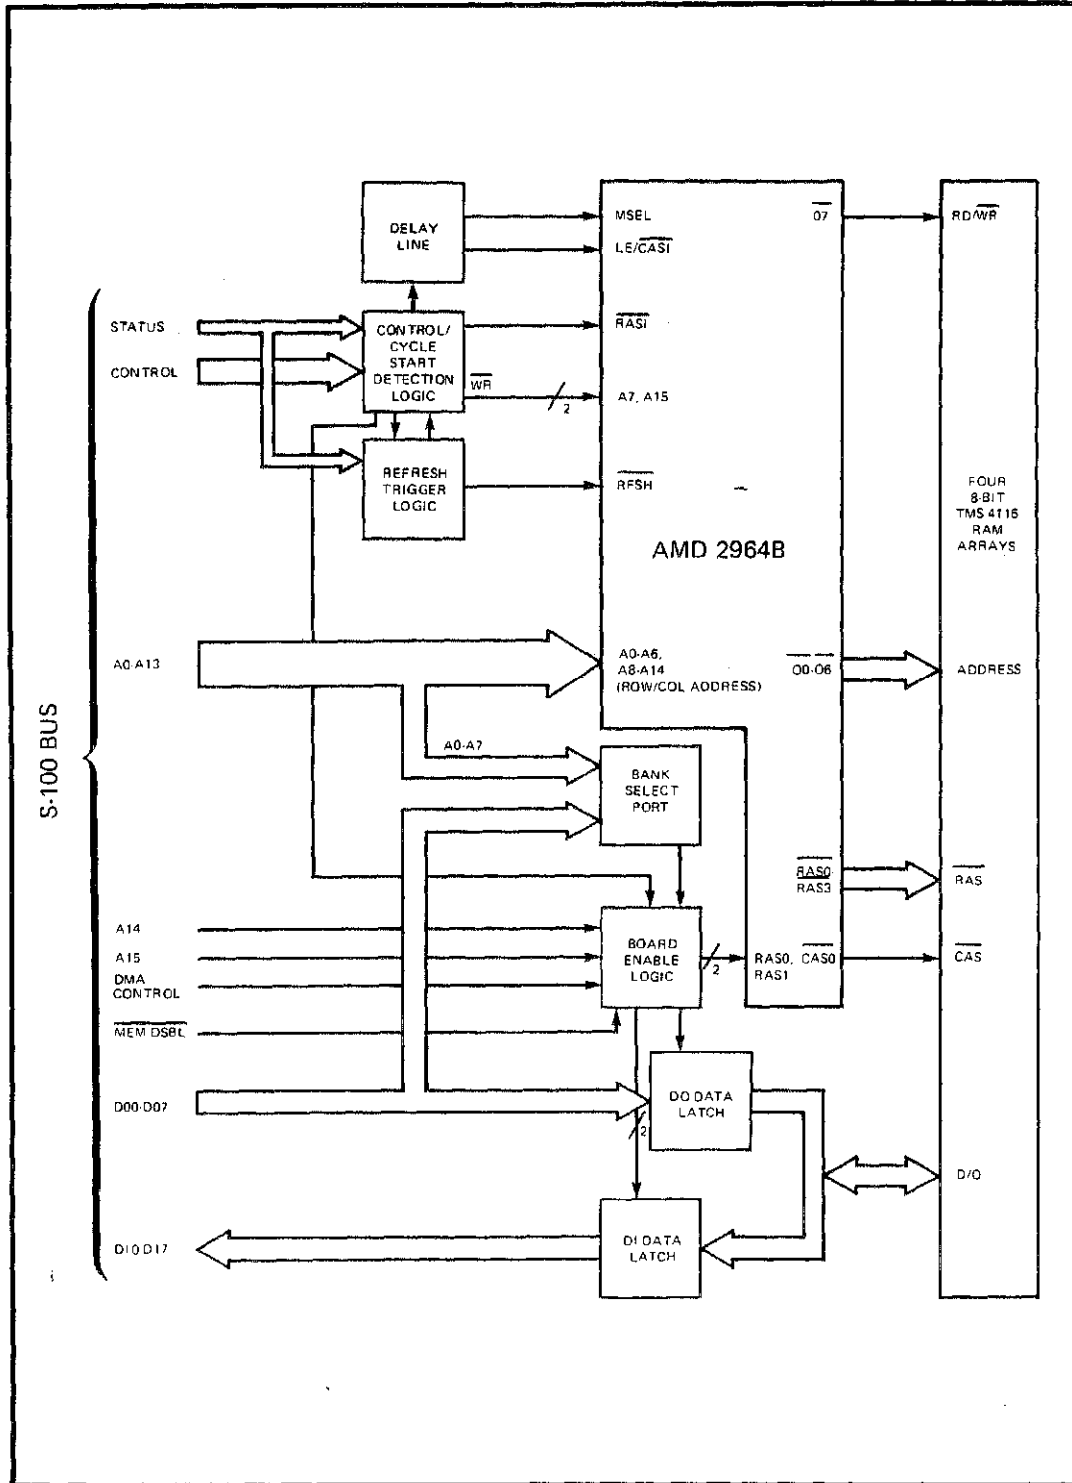 S-100 BUS
STATUS
CONTROL
A0-A13
A14
A15
DMA
CONTROL
MEM DSBL
D00-D07
D10-D17
DELAY
LINE
CONTROL/
CYCLE
START
DETECTION
LOGIC
WR
2
REFRESH
TRIGGER
LOGIC
A0-A7
BANK
SELECT
PORT
BOARD
ENABLE
LOGIC
2
2
DO DATA
LATCH
DI DATA
LATCH
MSEL
LE/CASI
RASI
A7, A15
RFSH
AMD 2964B
A0-A6,
A8-A14
(ROW/COL ADDRESS)
RAS0,
RAS1
O7
O0-O6
RAS0-
RAS3
CAS0
RD/WR
FOUR
8-BIT
TMS 4116
RAM
ARRAYS
ADDRESS
RAS
CAS
D/Q